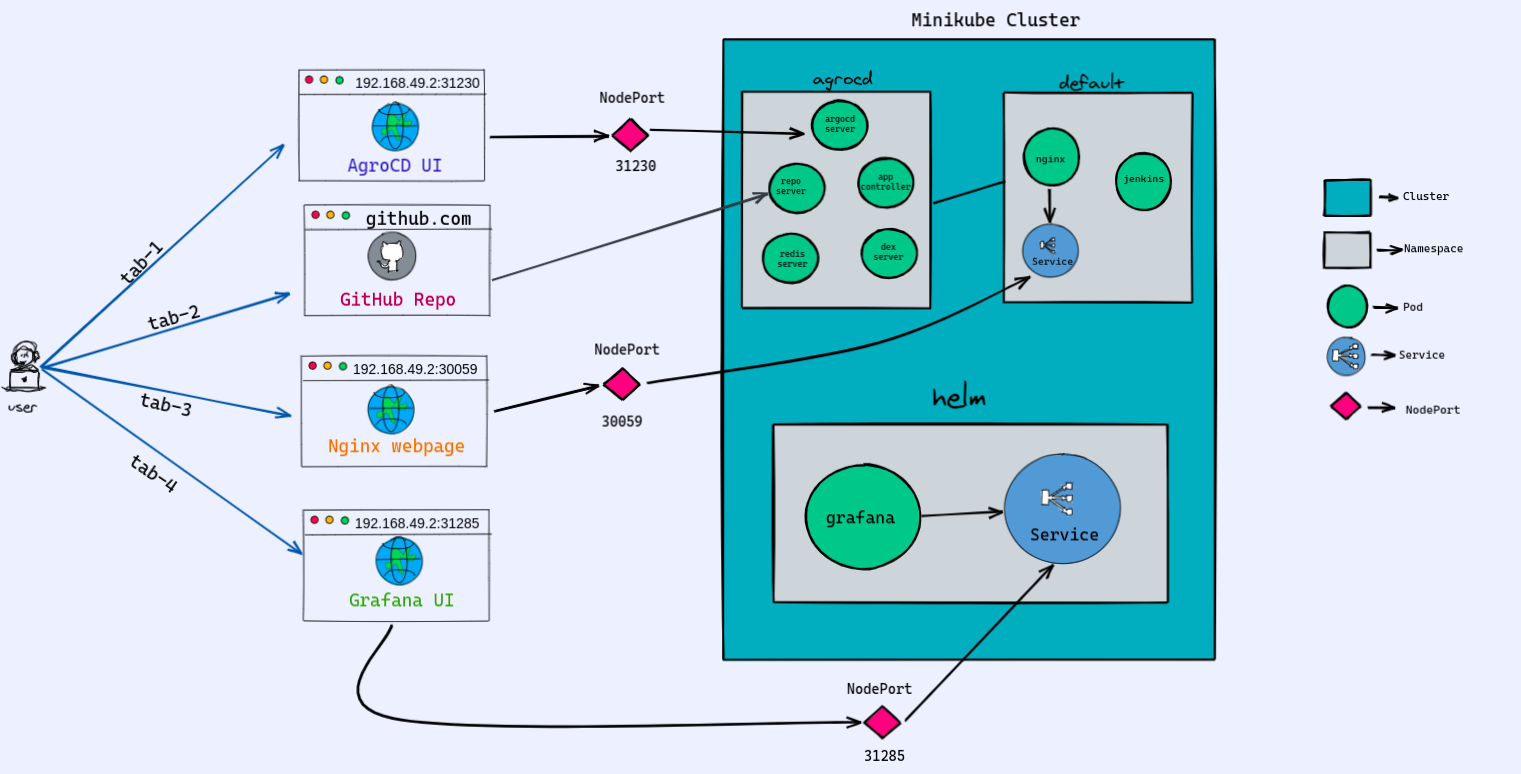 Minikube Cluster
agrocd
default
192.168.49.2:31230
AgroCD UI
NodePort
31230
argocd
server
repo
server
app
controller
redis
server
dex
server
nginx
jenkins
Service
github.com
GitHub Repo
tab-1
tab-2
tab-3
tab-4
user
192.168.49.2:30059
Nginx webpage
NodePort
30059
helm
grafana
Service
192.168.49.2:31285
Grafana UI
NodePort
31285
Cluster
Namespace
Pod
Service
NodePort